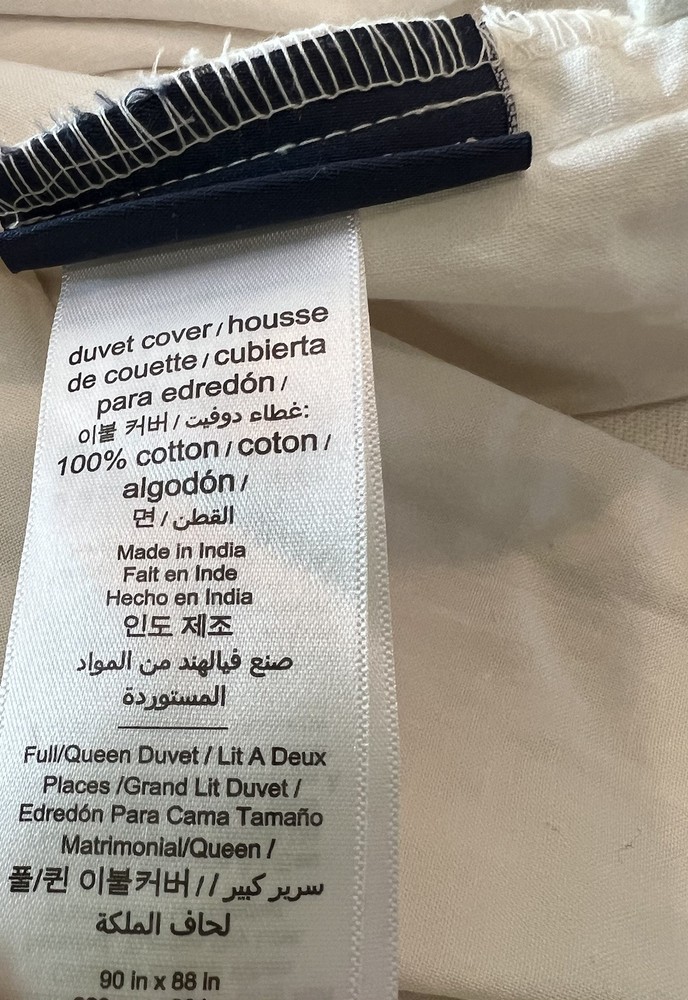 duvet cover / housse
de couette / cubierta
para edredón /
이불 커버 / غطاء دوفيت:
100% cotton / coton /
algodón /
면 / القطن
Made in India
Fait en Inde
Hecho en India
인도 제조
صنع فيالهند من المواد
المستوردة
Full/Queen Duvet / Lit A Deux
Places /Grand Lit Duvet /
Edredón Para Cama Tamaño
Matrimonial/Queen /
풀/퀸 이불커버 / / سرير كبير
لحاف الملكة
90 in x 88 in